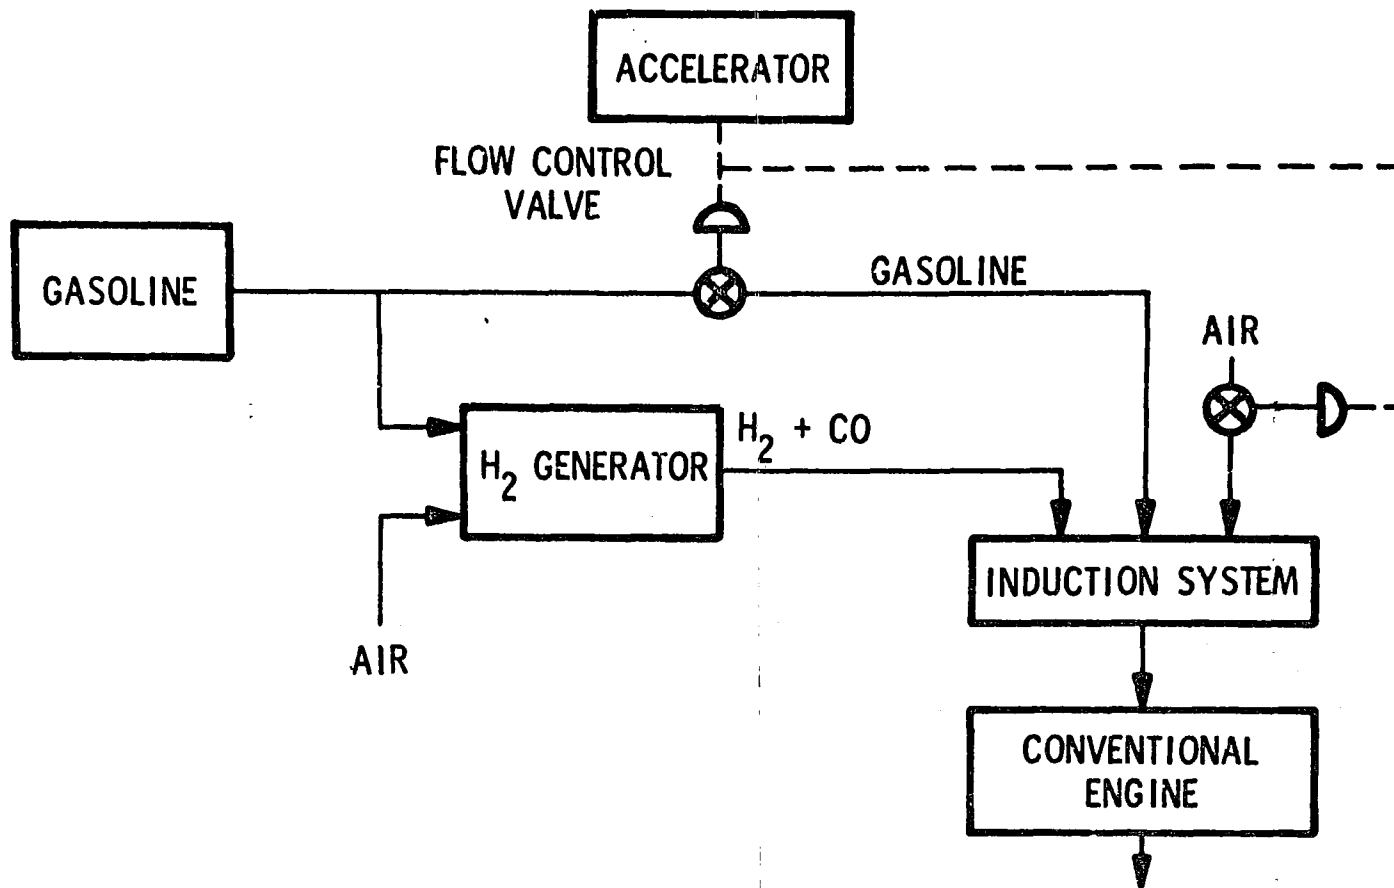 ACCELERATOR
FLOW CONTROL
VALVE
GASOLINE
GASOLINE
AIR
H₂ + CO
H₂ GENERATOR
INDUCTION SYSTEM
AIR
CONVENTIONAL
ENGINE